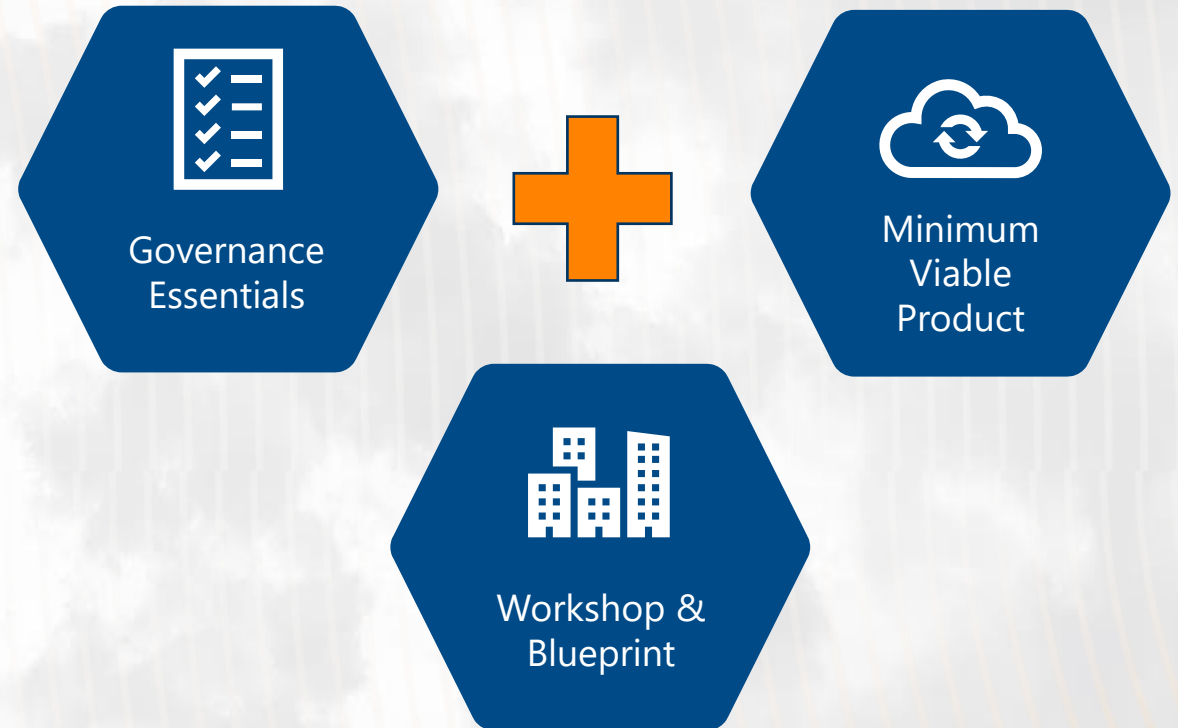 Governance
Essentials
Minimum
Viable
Product
Workshop &
Blueprint